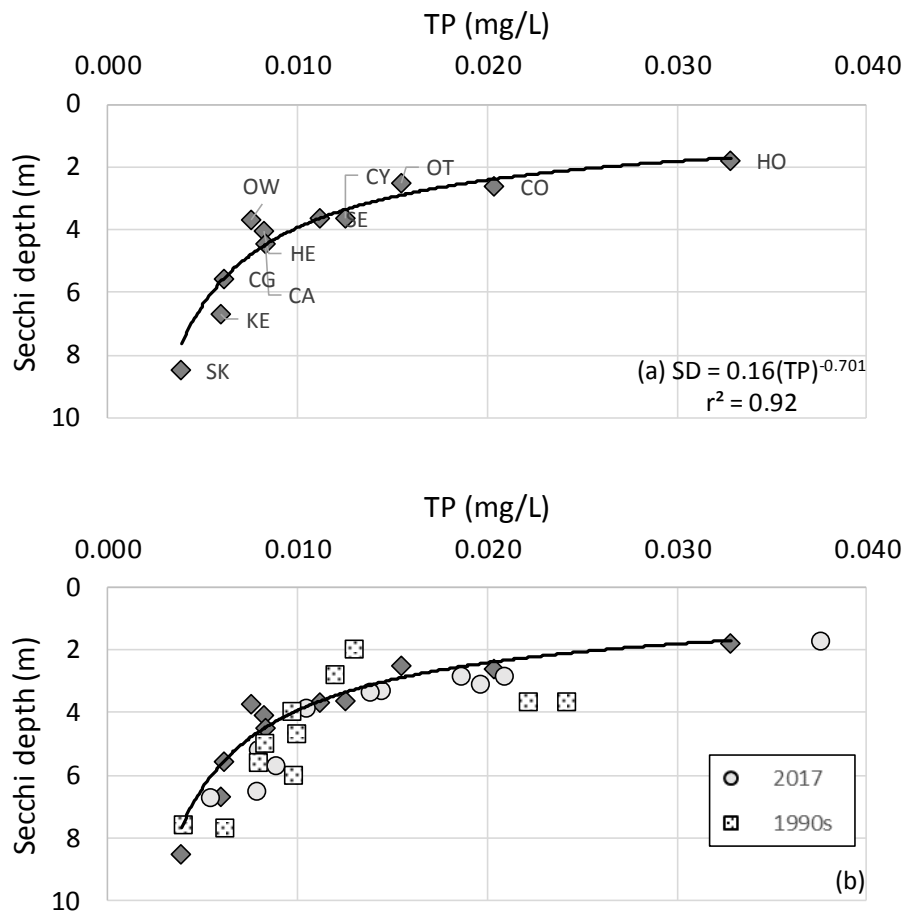 TP (mg/L)
0.000 0.010 0.020 0.030 0.040
0
2
4
6
8
10
Secchi depth (m)
OW
CY
OT
CO
HO
SE
HE
CG
CA
KE
SK
(a) SD = 0.16(TP)^-0.701
r² = 0.92
TP (mg/L)
0.000 0.010 0.020 0.030 0.040
0
2
4
6
8
10
Secchi depth (m)
2017
1990s
(b)